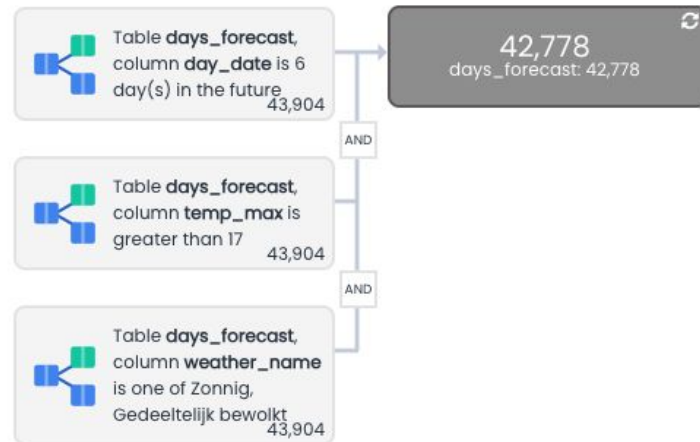 Table days_forecast,
column day_date is 6
day(s) in the future
43,904
42,778
days_forecast: 42,778
AND
Table days_forecast,
column temp_max is
greater than 17
43,904
AND
Table days_forecast,
column weather_name
is one of Zonnig,
Gedeeltelijk bewolkt
43,904